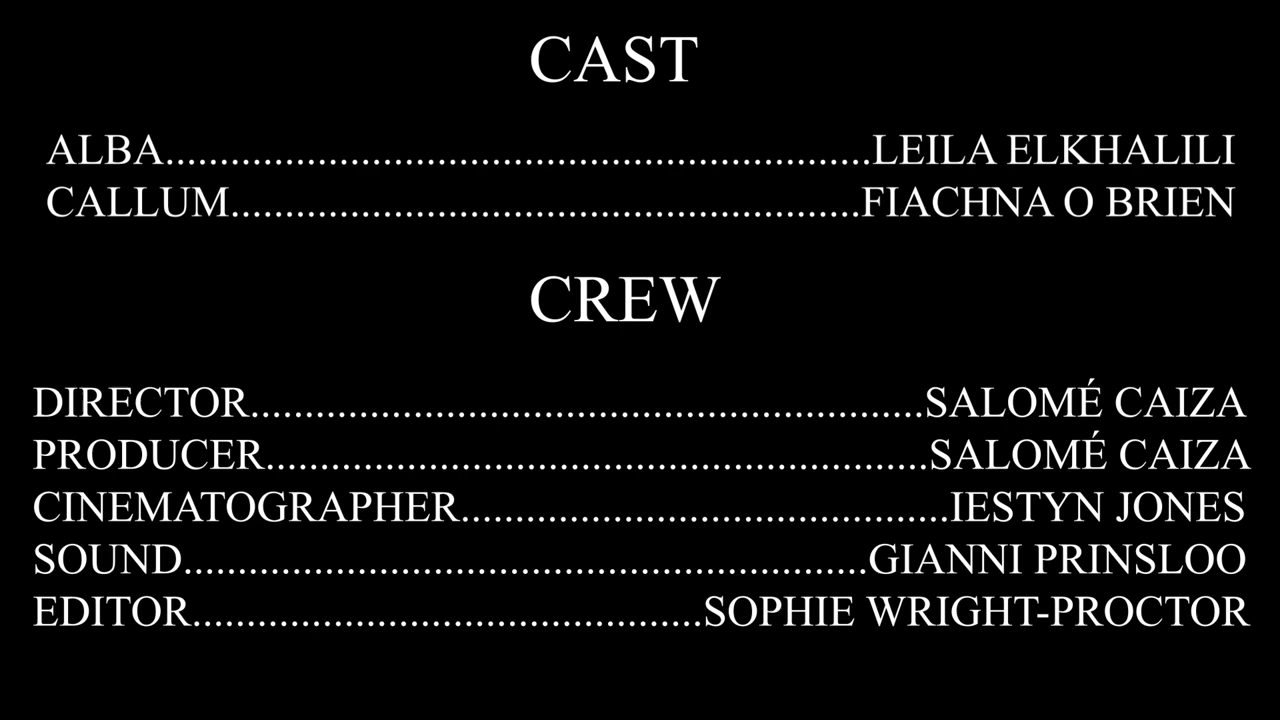 CAST
ALBA................................................................LEILA ELKHALILI
CALLUM.........................................................FIACHNA O BRIEN
CREW
DIRECTOR.............................................................SALOMÉ CAIZA
PRODUCER............................................................SALOMÉ CAIZA
CINEMATOGRAPHER............................................IESTYN JONES
SOUND..............................................................GIANNI PRINSLOO
EDITOR..............................................SOPHIE WRIGHT-PROCTOR